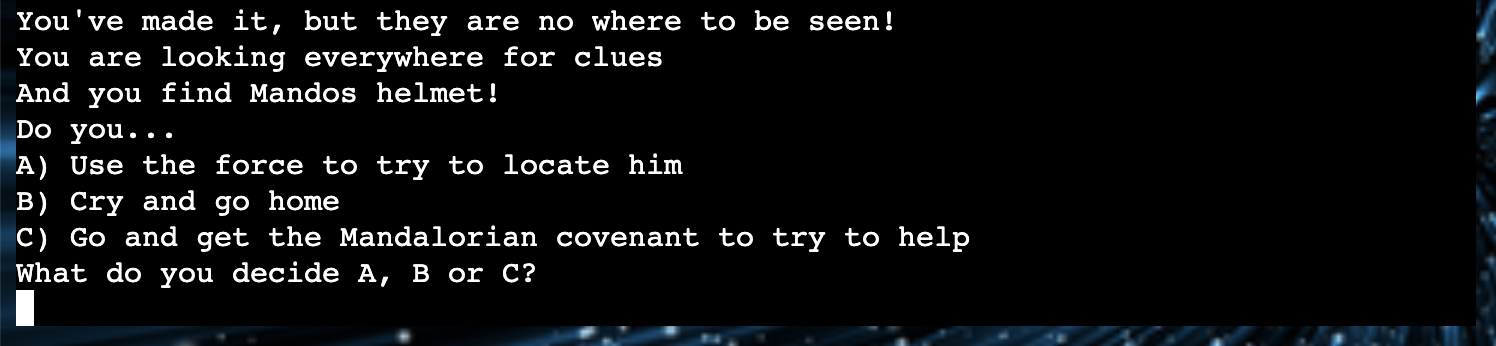 You've made it, but they are no where to be seen!
You are looking everywhere for clues
And you find Mandos helmet!
Do you...
A) Use the force to try to locate him
B) Cry and go home
C) Go and get the Mandalorian covenant to try to help
What do you decide A, B or C?